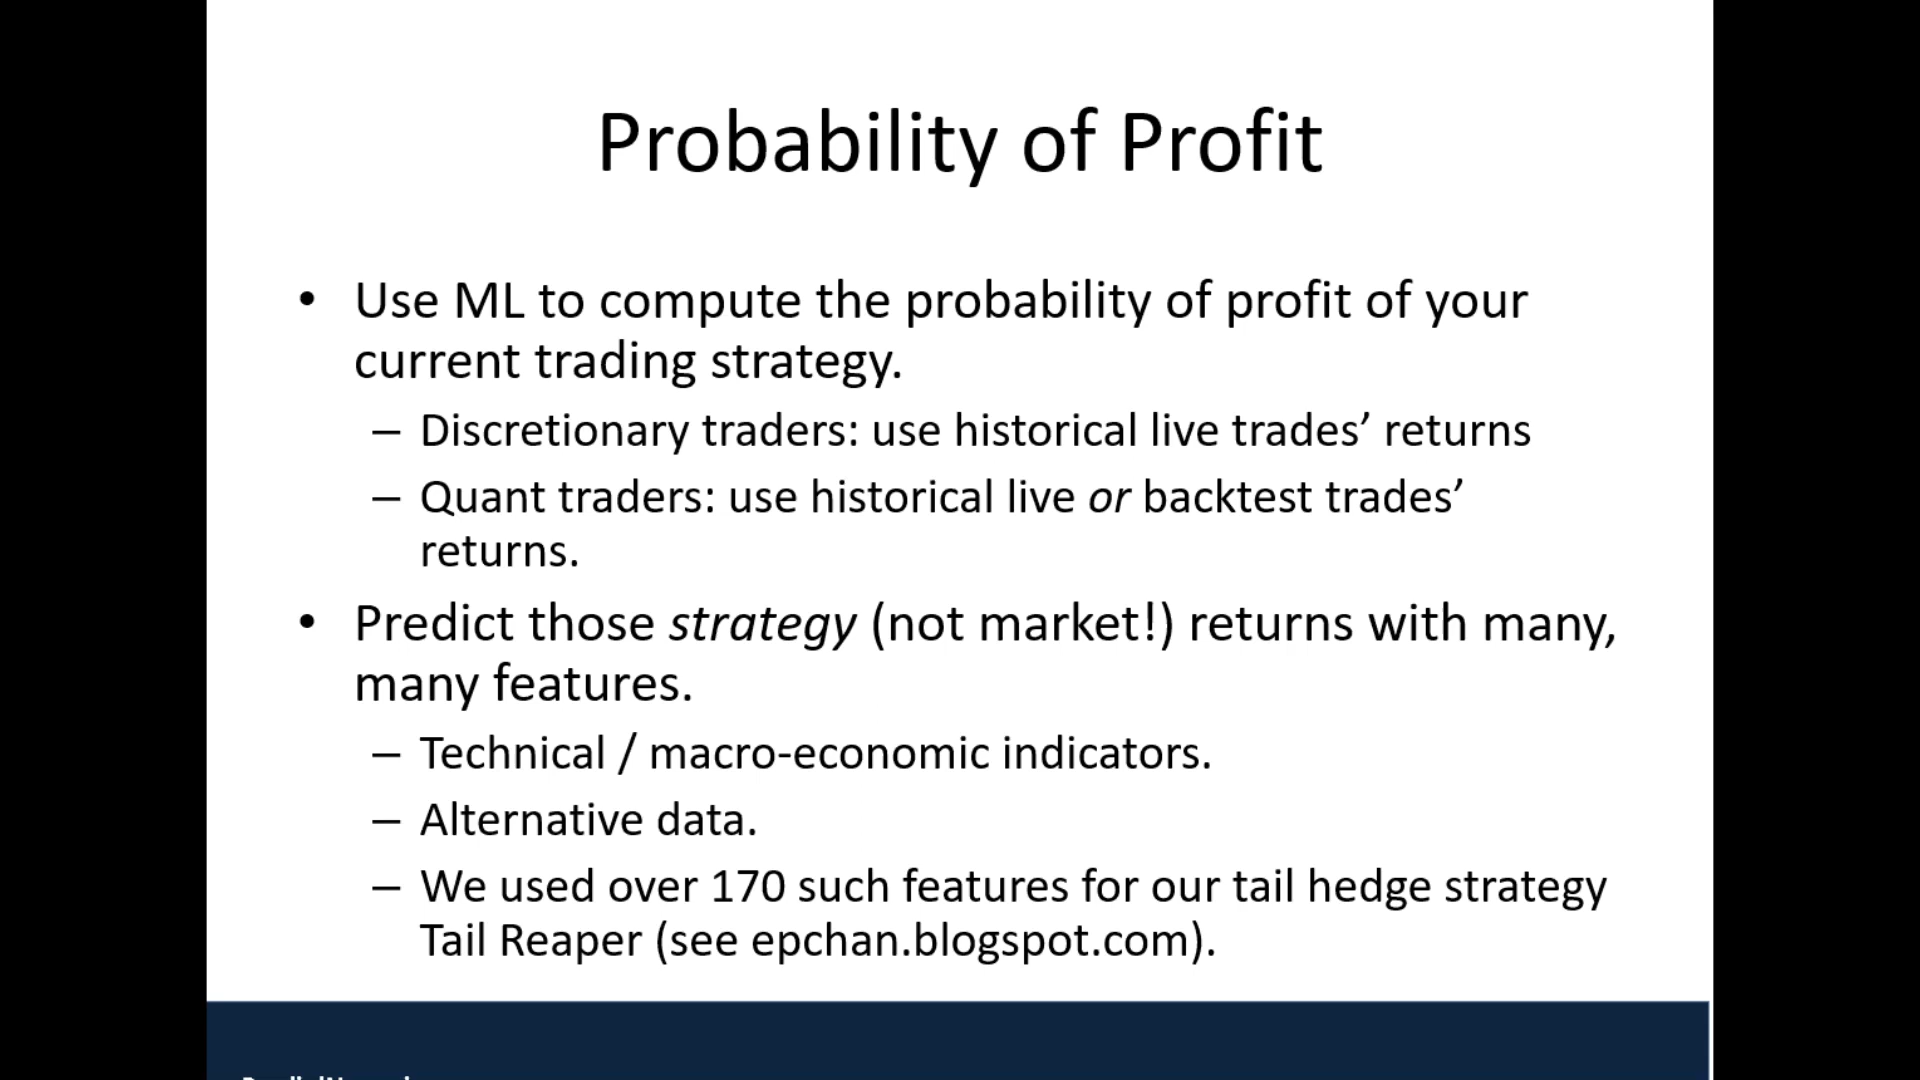 Probability of Profit
• Use ML to compute the probability of profit of your
current trading strategy.
– Discretionary traders: use historical live trades’ returns
– Quant traders: use historical live or backtest trades’
returns.
• Predict those strategy (not market!) returns with many,
many features.
– Technical / macro-economic indicators.
– Alternative data.
– We used over 170 such features for our tail hedge strategy
Tail Reaper (see epchan.blogspot.com).